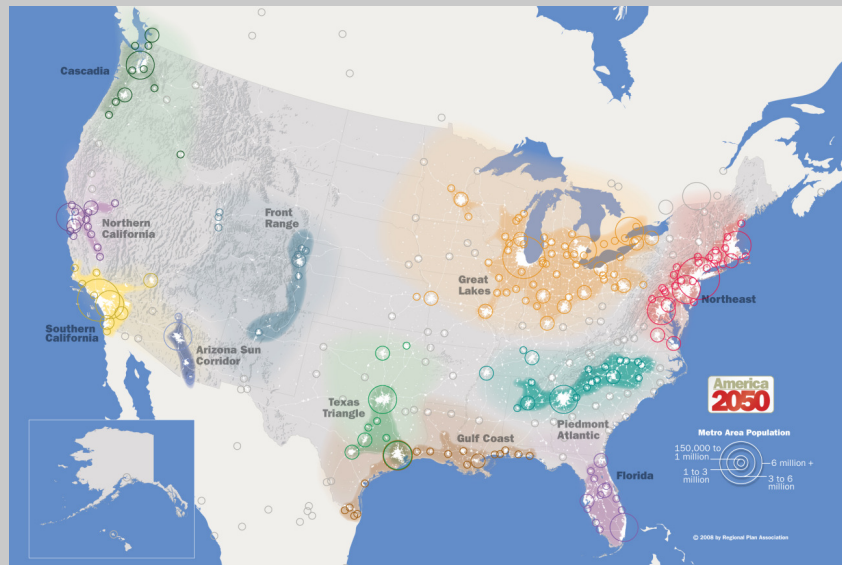 Cascadia
Northern
California
Southern
California
Arizona Sun
Corridor
Front
Range
Great
Lakes
Northeast
Texas
Triangle
Gulf Coast
Piedmont
Atlantic
Florida
America
2050
Metro Area Population
150,000 to
1 million
1 to 3
million
6 million +
3 to 6
million
© 2008 by Regional Plan Association